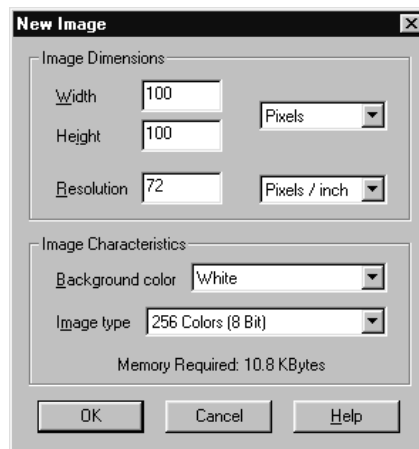 New Image
Image Dimensions
Width 100
Pixels
Height 100
Resolution 72 Pixels / inch
Image Characteristics
Background color White
Image type 256 Colors (8 Bit)
Memory Required: 10.8 KBytes
OK Cancel Help